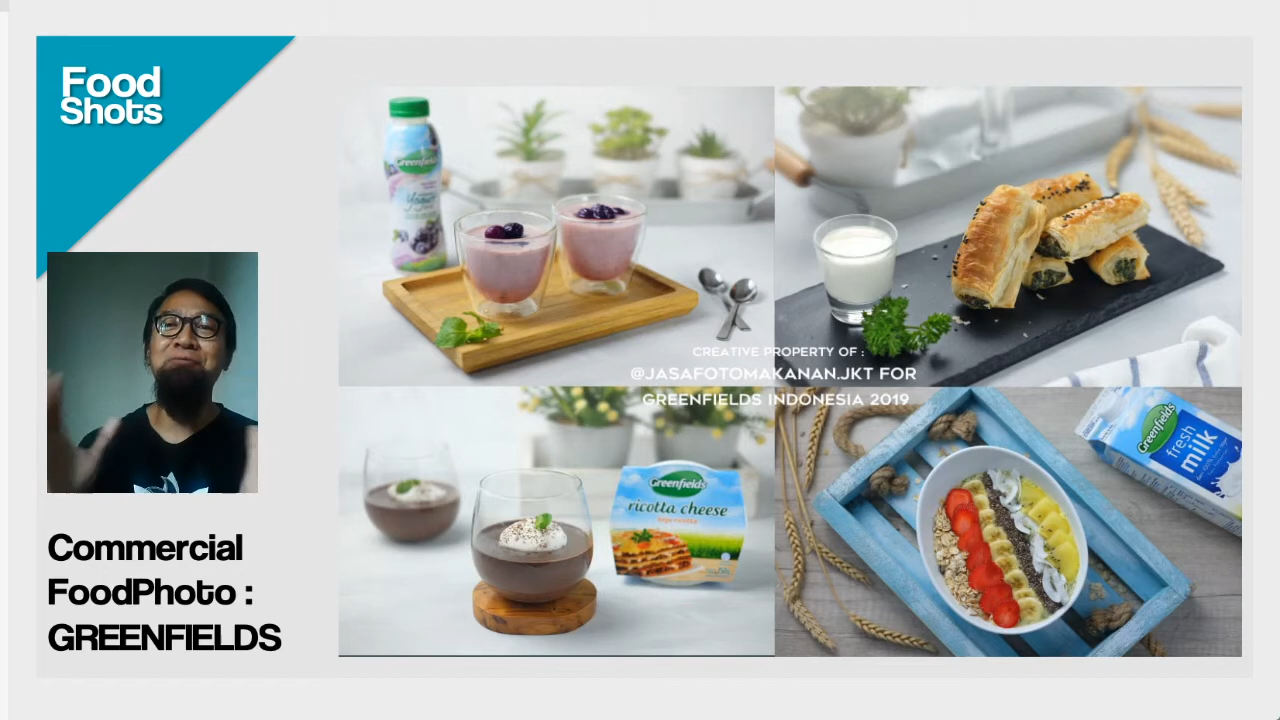 Food
Shots
Commercial
FoodPhoto :
GREENFIELDS
Greenfields
Yogurt
CREATIVE PROPERTY OF :
@JASAFOTOMAKANAN.JKT FOR
GREENFIELDS INDONESIA 2019
Greenfields
ricotta cheese
Greenfields
fresh
milk